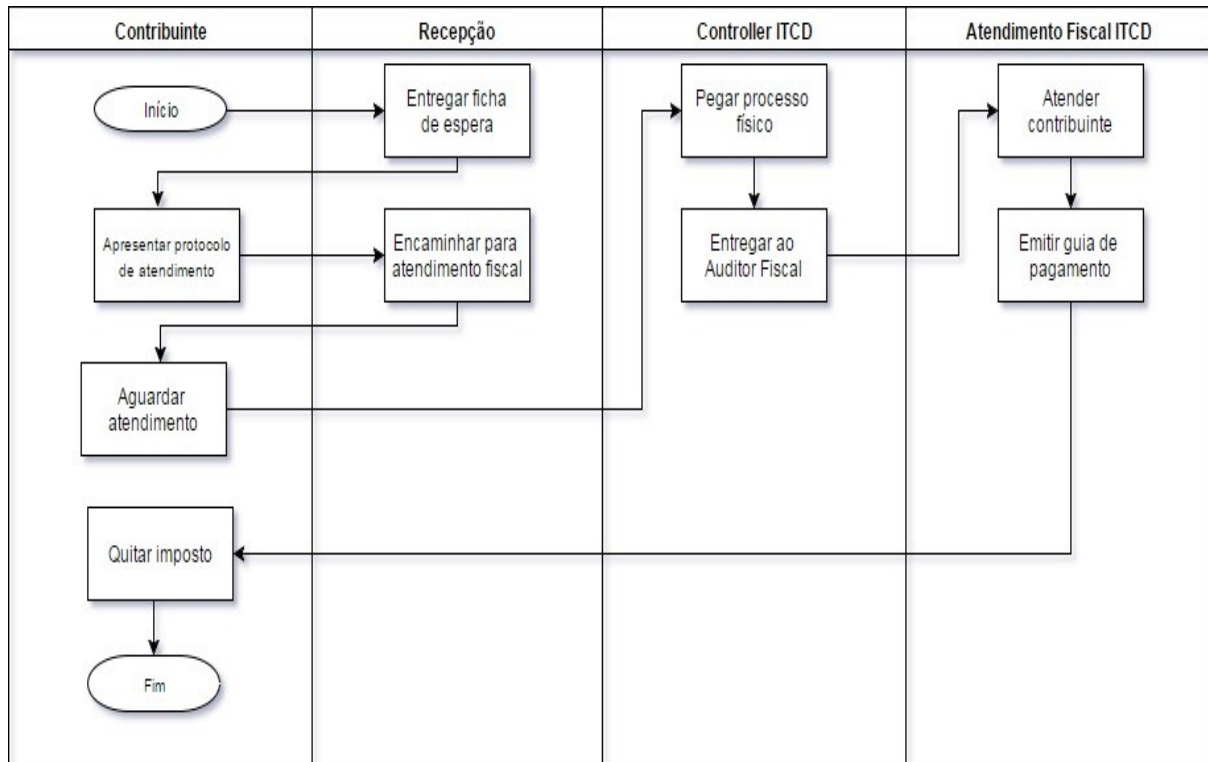 Contribuinte
Recepção
Controller ITCD
Atendimento Fiscal ITCD
Início
Entregar ficha
de espera
Pegar processo
físico
Atender
contribuinte
Apresentar protocolo
de atendimento
Encaminhar para
atendimento fiscal
Entregar ao
Auditor Fiscal
Emitir guia de
pagamento
Aguardar
atendimento
Quitar imposto
Fim